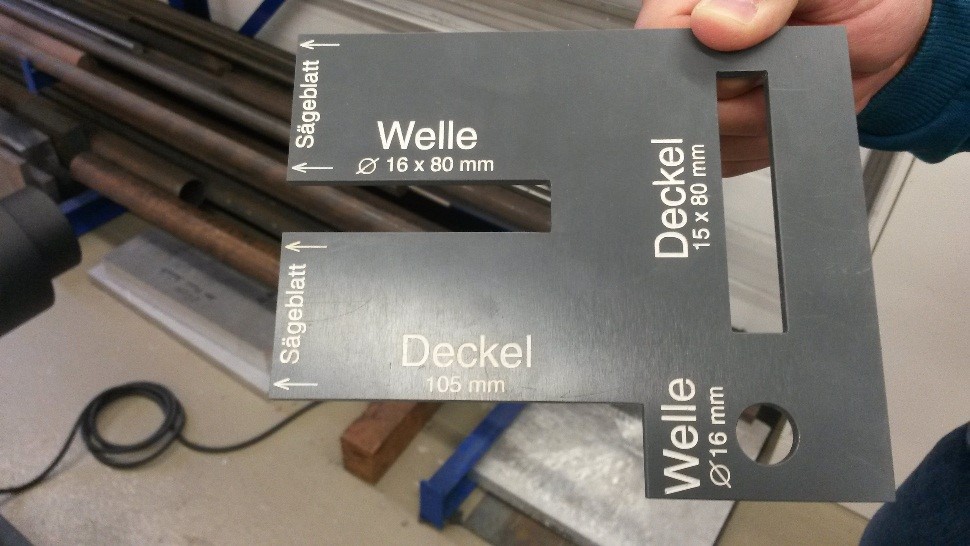 Sägeblatt
Welle
Ø 16 x 80 mm
Deckel
15 x 80 mm
Sägeblatt
Deckel
105 mm
Welle
Ø 16 mm